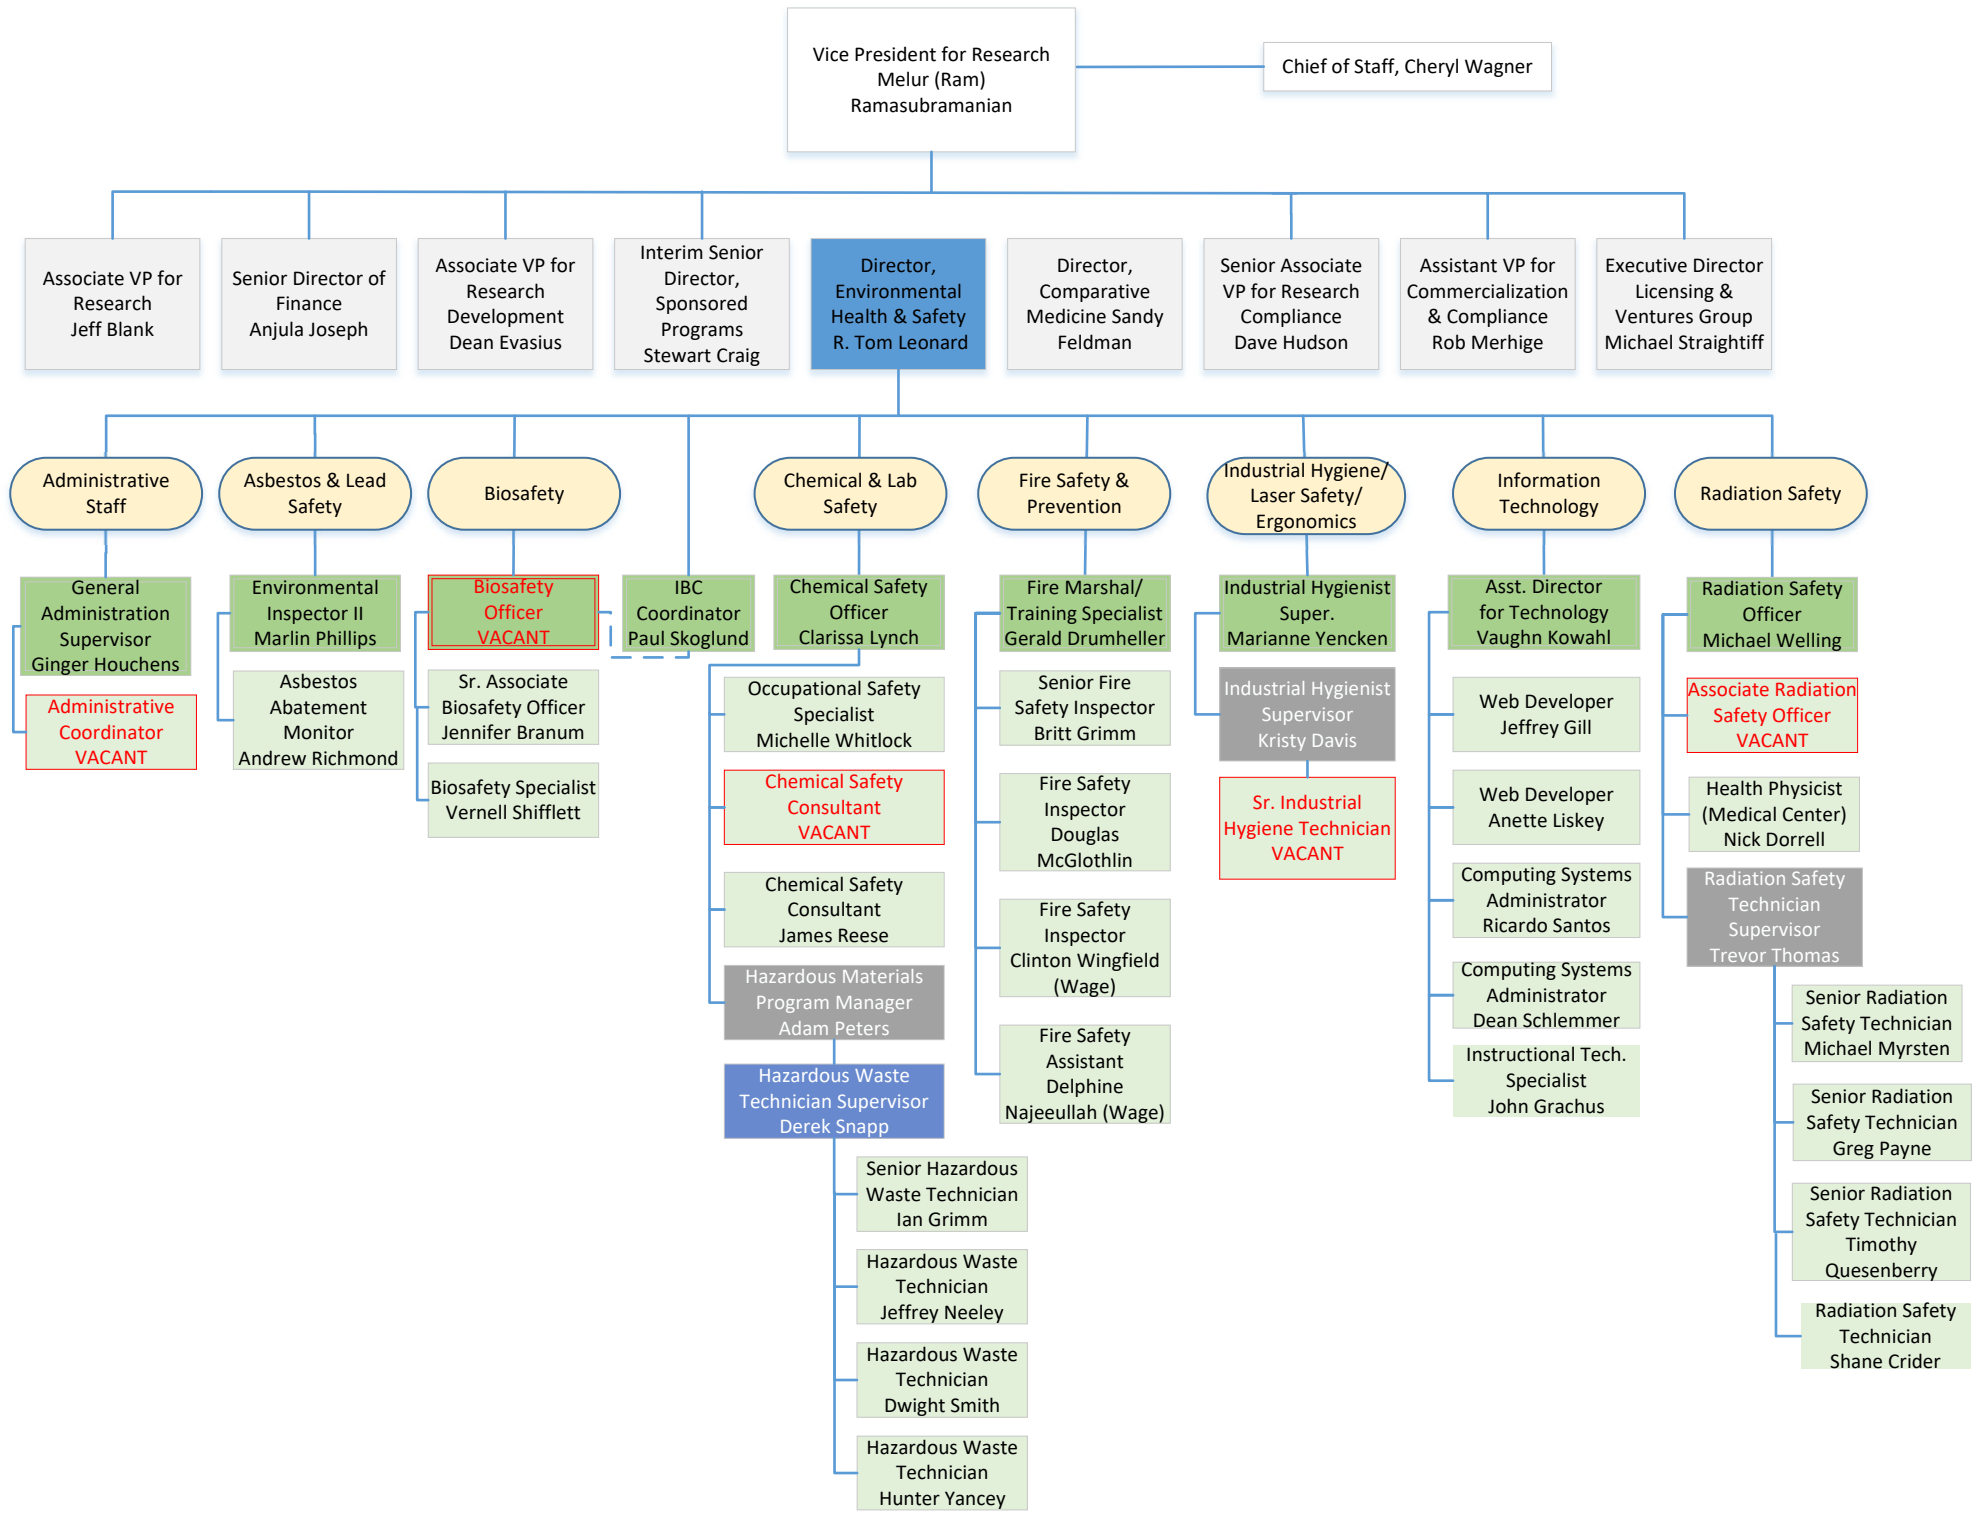 Vice President for Research
Melur (Ram)
Ramasubramanian
Chief of Staff, Cheryl Wagner
Associate VP for
Research
Jeff Blank
Senior Director of
Finance
Anjula Joseph
Associate VP for
Research
Development
Dean Evasius
Interim Senior
Director,
Sponsored
Programs
Stewart Craig
Director,
Environmental
Health & Safety
R. Tom Leonard
Director,
Comparative
Medicine Sandy
Feldman
Senior Associate
VP for Research
Compliance
Dave Hudson
Assistant VP for
Commercialization
& Compliance
Rob Merhige
Executive Director
Licensing &
Ventures Group
Michael Straightiff
Administrative
Staff
Asbestos & Lead
Safety
Biosafety
Chemical & Lab
Safety
Fire Safety &
Prevention
Industrial Hygiene/
Laser Safety/
Ergonomics
Information
Technology
Radiation Safety
General
Administration
Supervisor
Ginger Houchens
Administrative
Coordinator
VACANT
Environmental
Inspector II
Marlin Phillips
Asbestos
Abatement
Monitor
Andrew Richmond
Biosafety
Officer
VACANT
Sr. Associate
Biosafety Officer
Jennifer Branum
Biosafety Specialist
Vernell Shifflett
IBC
Coordinator
Paul Skoglund
Chemical Safety
Officer
Clarissa Lynch
Occupational Safety
Specialist
Michelle Whitlock
Chemical Safety
Consultant
VACANT
Chemical Safety
Consultant
James Reese
Hazardous Materials
Program Manager
Adam Peters
Hazardous Waste
Technician Supervisor
Derek Snapp
Senior Hazardous
Waste Technician
Ian Grimm
Hazardous Waste
Technician
Jeffrey Neeley
Hazardous Waste
Technician
Dwight Smith
Hazardous Waste
Technician
Hunter Yancey
Fire Marshal/
Training Specialist
Gerald Drumheller
Senior Fire
Safety Inspector
Britt Grimm
Fire Safety
Inspector
Douglas
McGlothlin
Fire Safety
Inspector
Clinton Wingfield
(Wage)
Fire Safety
Assistant
Delphine
Najeeullah (Wage)
Industrial Hygienist
Super.
Marianne Yencken
Industrial Hygienist
Supervisor
Kristy Davis
Sr. Industrial
Hygiene Technician
VACANT
Asst. Director
for Technology
Vaughn Kowahl
Web Developer
Jeffrey Gill
Web Developer
Anette Liskey
Computing Systems
Administrator
Ricardo Santos
Computing Systems
Administrator
Dean Schlemmer
Instructional Tech.
Specialist
John Grachus
Radiation Safety
Officer
Michael Welling
Associate Radiation
Safety Officer
VACANT
Health Physicist
(Medical Center)
Nick Dorrell
Radiation Safety
Technician
Supervisor
Trevor Thomas
Senior Radiation
Safety Technician
Michael Myrsten
Senior Radiation
Safety Technician
Greg Payne
Senior Radiation
Safety Technician
Timothy
Quesenberry
Radiation Safety
Technician
Shane Crider